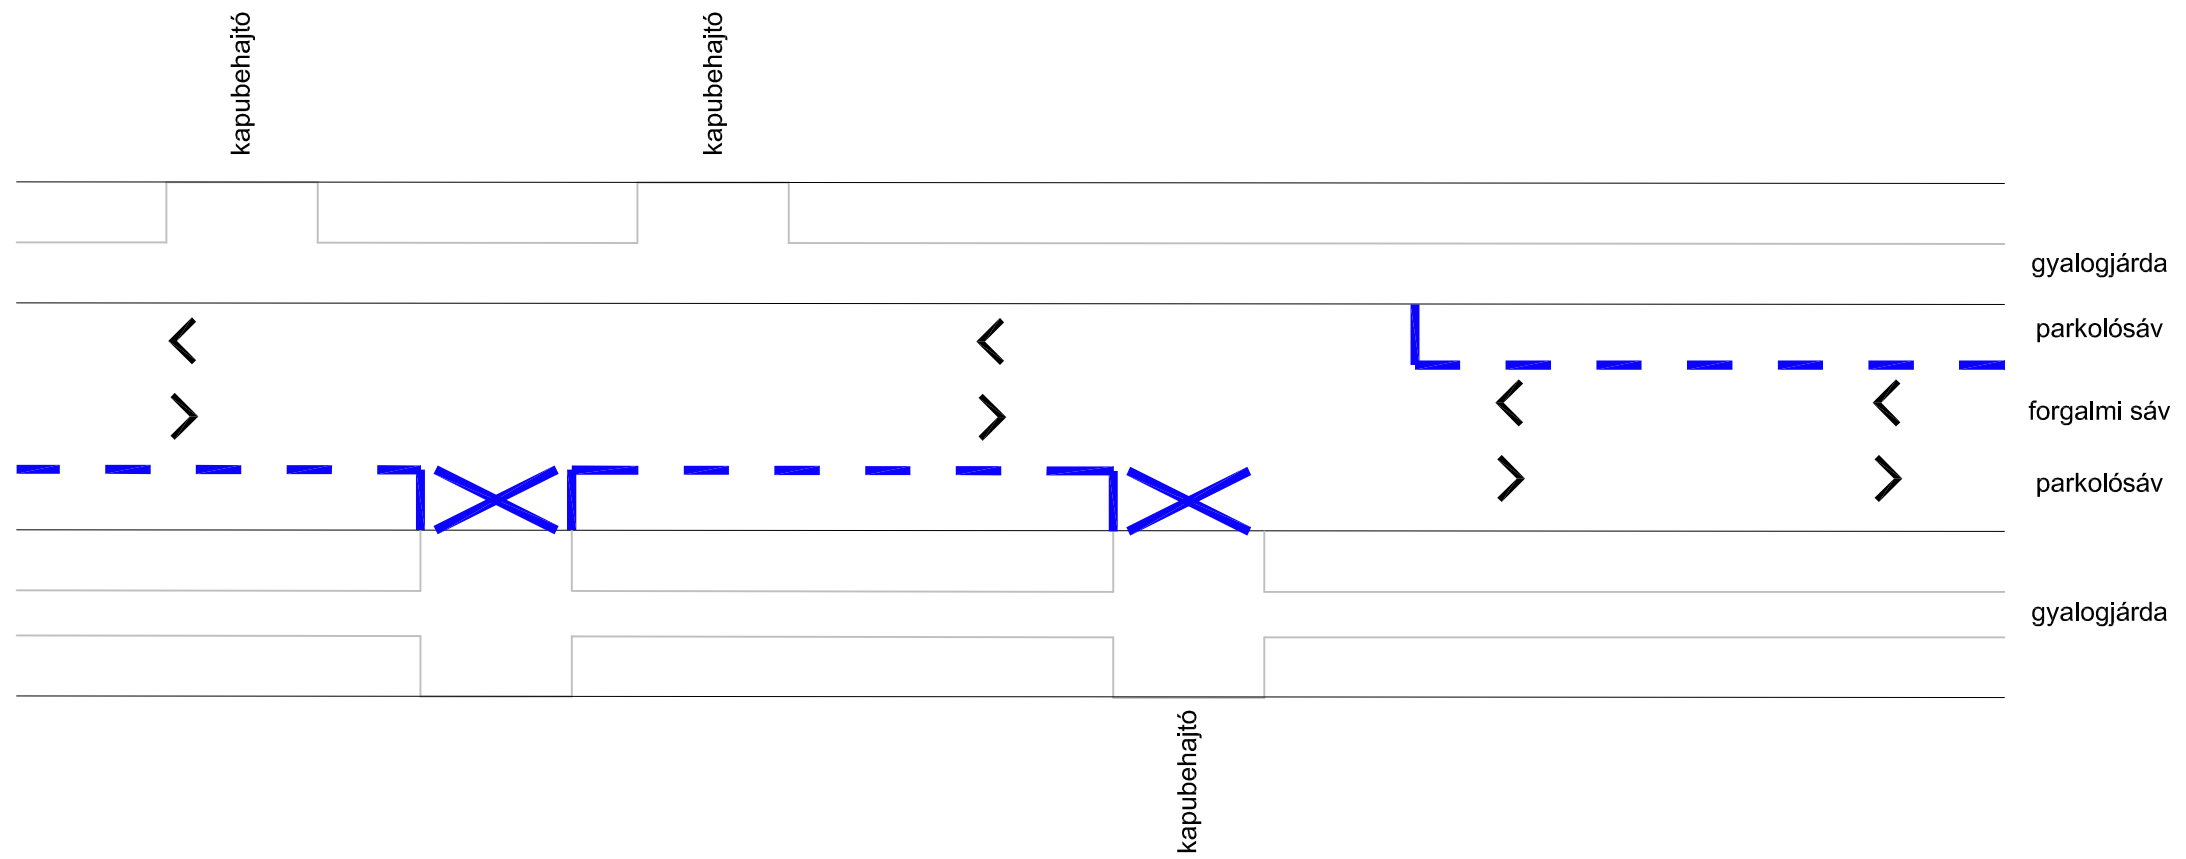 kapubehajtó
kapubehajtó
gyalogjárda
parkolósáv
forgalmi sáv
parkolósáv
gyalogjárda
kapubehajtó